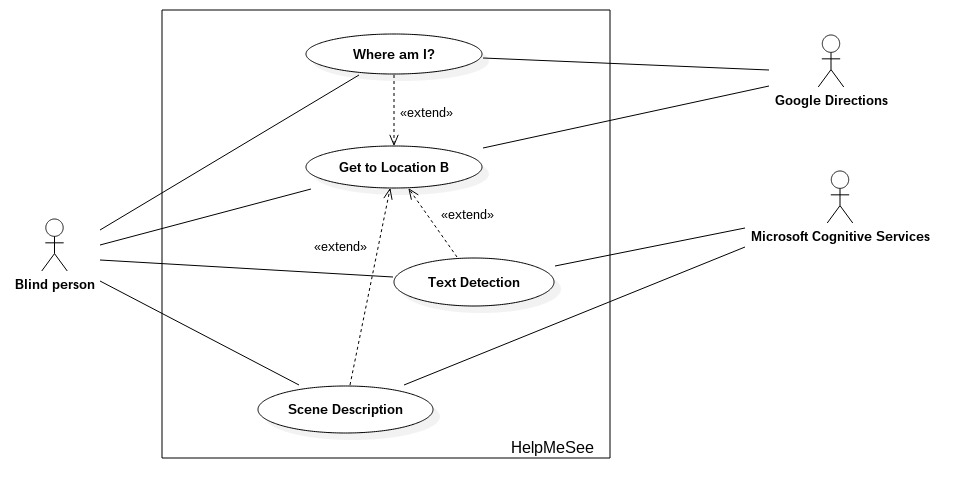 Where am I?
Google Directions
«extend»
Get to Location B
Microsoft Cognitive Services
«extend»
«extend»
Blind person
Text Detection
Scene Description
HelpMeSee